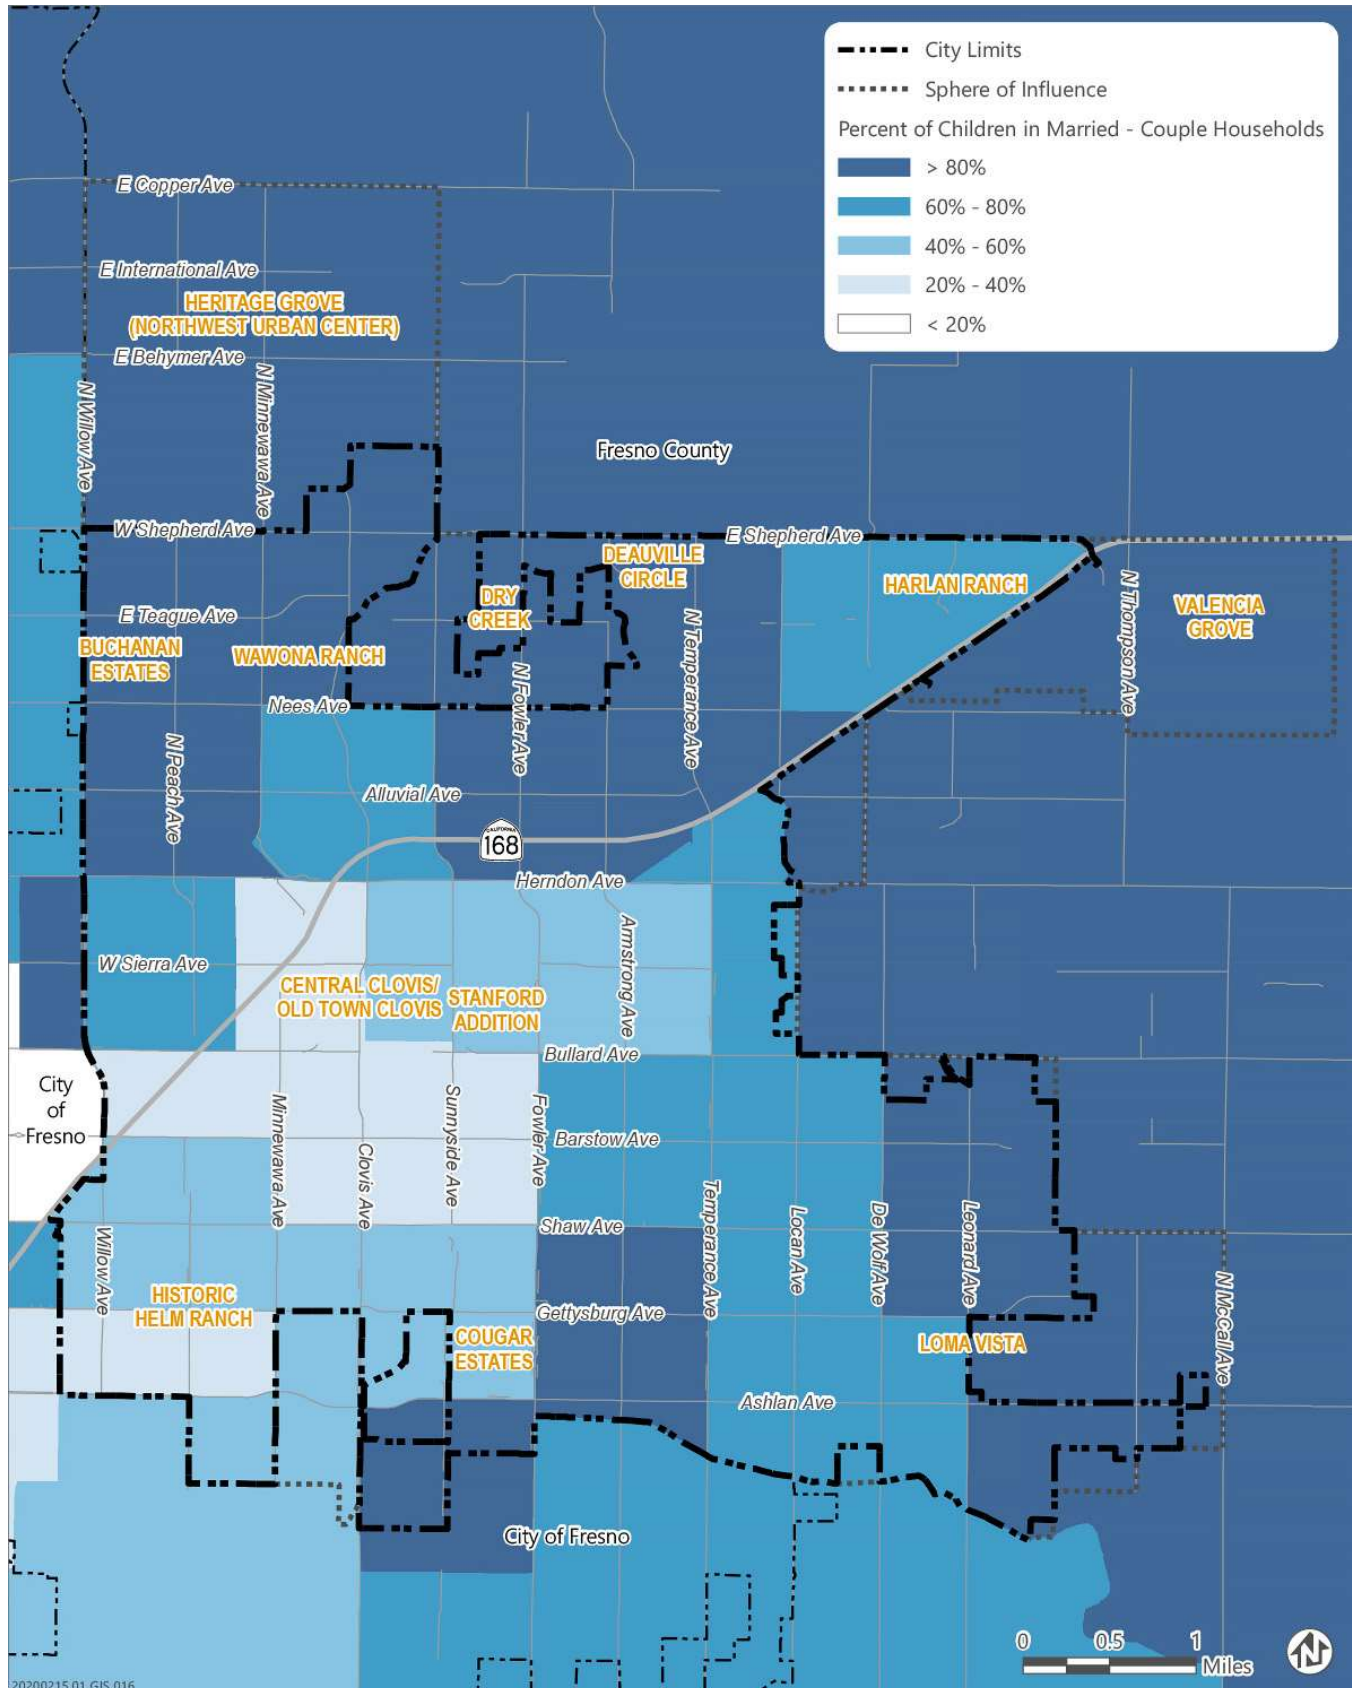 City Limits
Sphere of Influence
Percent of Children in Married - Couple Households
> 80%
60% - 80%
40% - 60%
20% - 40%
< 20%
E Copper Ave
E International Ave
HERITAGE GROVE
(NORTHWEST URBAN CENTER)
E Behymer Ave
N Willow Ave
N Minnewawa Ave
Fresno County
W Shepherd Ave
E Shepherd Ave
DEAUVILLE
CIRCLE
HARLAN RANCH
DRY
CREEK
E Teague Ave
N Temperance Ave
N Thompson Ave
VALENCIA
GROVE
BUCHANAN
ESTATES
WAWONA RANCH
N Fowler Ave
Nees Ave
N Peach Ave
Alluvial Ave
CALIFORNIA
168
Herndon Ave
Armstrong Ave
W Sierra Ave
CENTRAL CLOVIS/
OLD TOWN CLOVIS
STANFORD
ADDITION
Bullard Ave
City
of
Fresno
Minnewawa Ave
Clovis Ave
Sunnyside Ave
Fowler Ave
Barstow Ave
Temperance Ave
Locan Ave
De Wolf Ave
Leonard Ave
Shaw Ave
Willow Ave
HISTORIC
HELM RANCH
N McCall Ave
Gettysburg Ave
COUGAR
ESTATES
LOMA VISTA
Ashlan Ave
City of Fresno
0 0.5 1
Miles
N
20200215.01 GIS 016